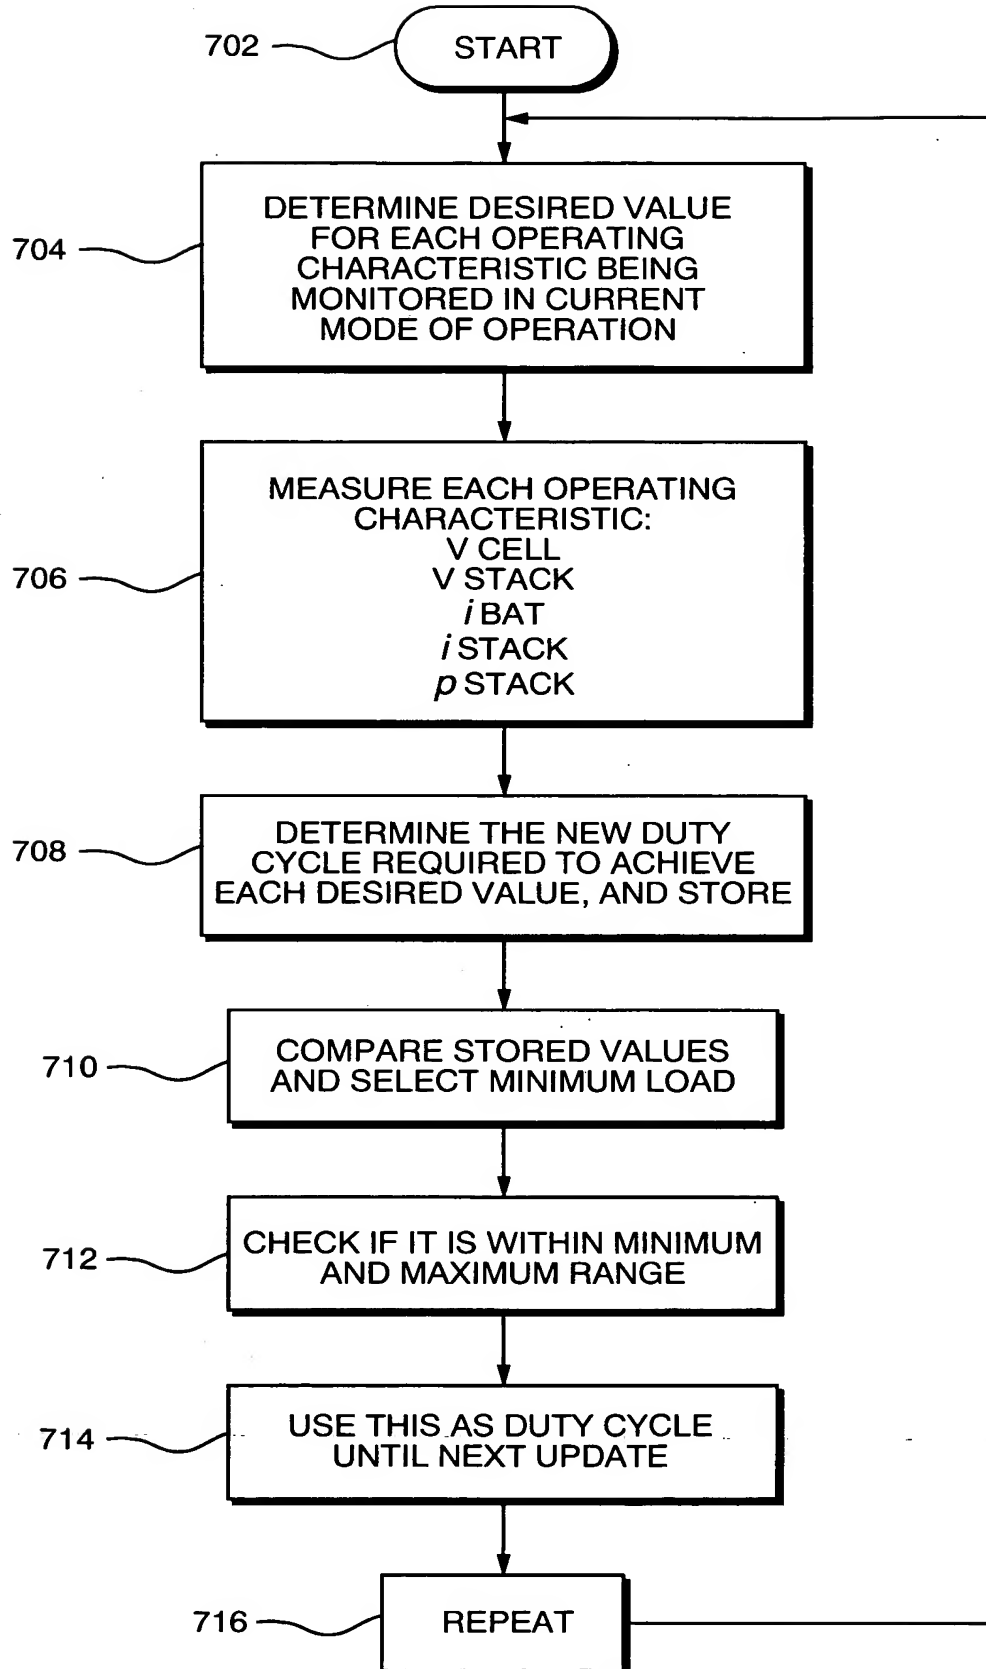 702
START
704
DETERMINE DESIRED VALUE
FOR EACH OPERATING
CHARACTERISTIC BEING
MONITORED IN CURRENT
MODE OF OPERATION
706
MEASURE EACH OPERATING
CHARACTERISTIC:
V CELL
V STACK
i BAT
i STACK
p STACK
708
DETERMINE THE NEW DUTY
CYCLE REQUIRED TO ACHIEVE
EACH DESIRED VALUE, AND STORE
710
COMPARE STORED VALUES
AND SELECT MINIMUM LOAD
712
CHECK IF IT IS WITHIN MINIMUM
AND MAXIMUM RANGE
714
USE THIS AS DUTY CYCLE
UNTIL NEXT UPDATE
716
REPEAT